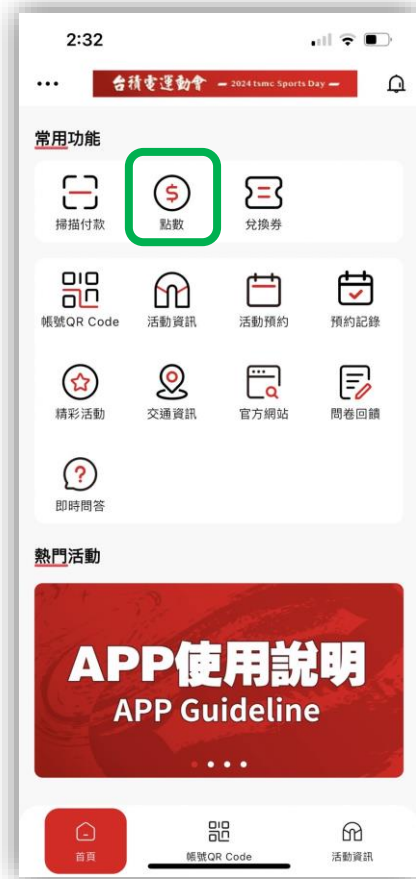 2:32
台積電運動會 — 2024 tsmc Sports Day —
常用功能
掃描付款 點數 兌換券
帳號QR Code 活動資訊 活動預約 預約記錄
精彩活動 交通資訊 官方網站 問卷回饋
即時問答
熱門活動
APP使用說明
APP Guideline
首頁 帳號QR Code 活動資訊